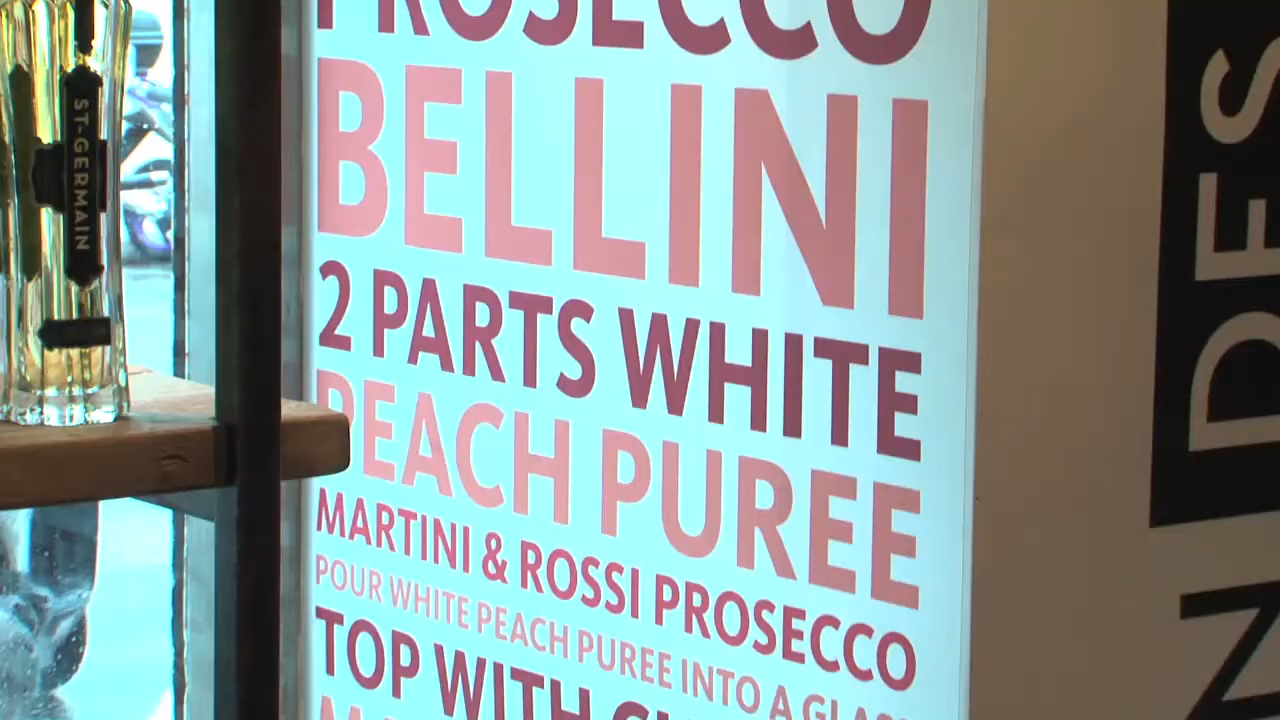 PROSECCO
BELLINI
2 PARTS WHITE
PEACH PUREE
MARTINI & ROSSI PROSECCO
POUR WHITE PEACH PUREE INTO A
TOP WITH
ST-GERMAIN
DES